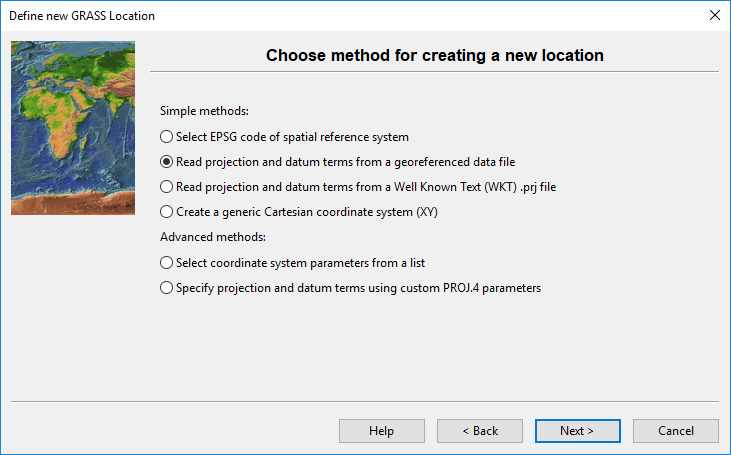 Define new GRASS Location
Choose method for creating a new location
Simple methods:
Select EPSG code of spatial reference system
Read projection and datum terms from a georeferenced data file
Read projection and datum terms from a Well Known Text (WKT) .prj file
Create a generic Cartesian coordinate system (XY)
Advanced methods:
Select coordinate system parameters from a list
Specify projection and datum terms using custom PROJ.4 parameters
Help
< Back
Next >
Cancel